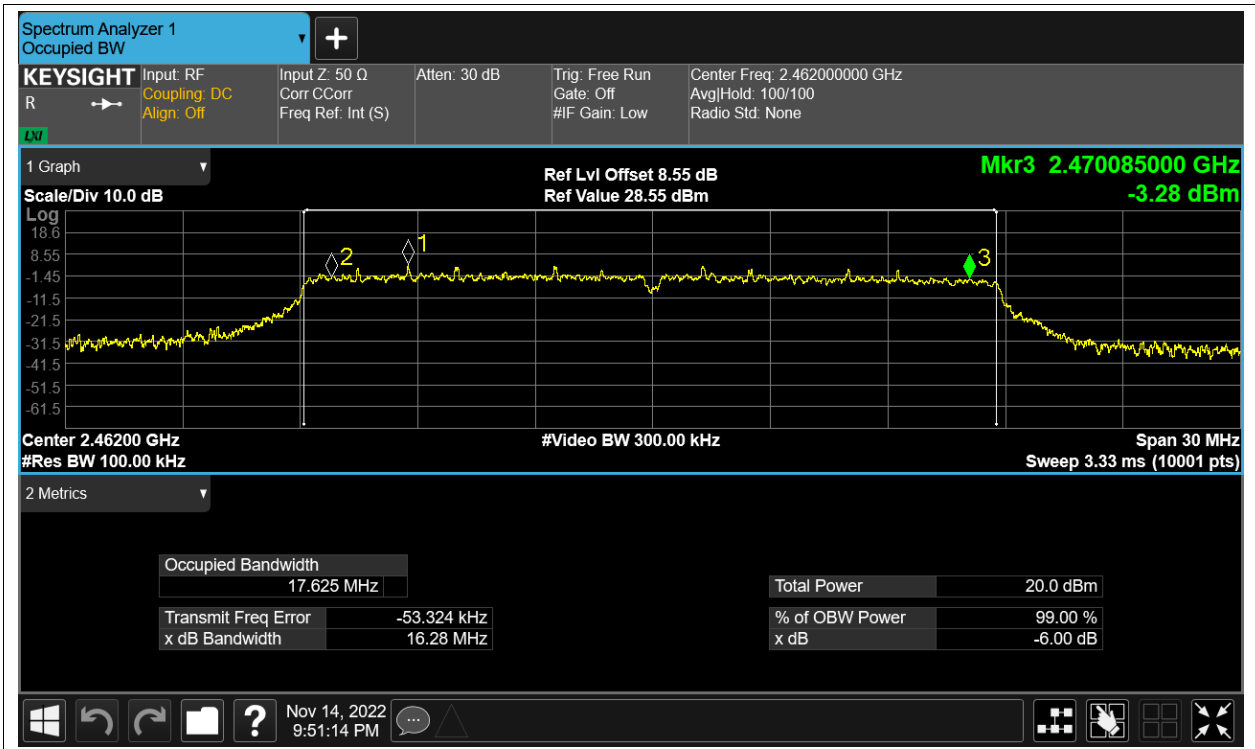 Spectrum Analyzer 1
Occupied BW
KEYSIGHT
R
LXI
Input: RF
Coupling: DC
Align: Off
Input Z: 50 Ω
Corr CCorr
Freq Ref: Int (S)
Atten: 30 dB
Trig: Free Run
Gate: Off
#IF Gain: Low
Center Freq: 2.462000000 GHz
Avg|Hold: 100/100
Radio Std: None
1 Graph
Scale/Div 10.0 dB
Ref Lvl Offset 8.55 dB
Ref Value 28.55 dBm
Mkr3 2.470085000 GHz
-3.28 dBm
Log
18.6
8.55
-1.45
-11.5
-21.5
-31.5
-41.5
-51.5
-61.5
2
1
3
Center 2.46200 GHz
#Video BW 300.00 kHz
Span 30 MHz
#Res BW 100.00 kHz
Sweep 3.33 ms (10001 pts)
2 Metrics
Occupied Bandwidth
17.625 MHz
Transmit Freq Error -53.324 kHz
x dB Bandwidth 16.28 MHz
Total Power 20.0 dBm
% of OBW Power 99.00 %
x dB -6.00 dB
?
Nov 14, 2022
9:51:14 PM